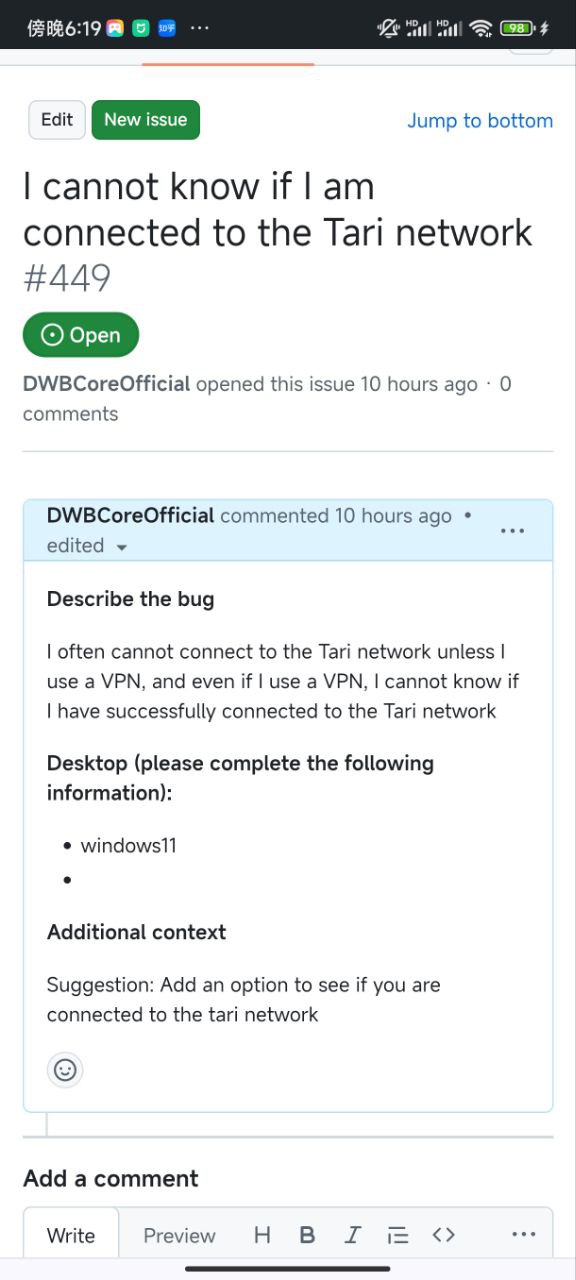 傍晚6:19 知乎 ... HD HD 98
Edit New issue Jump to bottom
I cannot know if I am
connected to the Tari network
#449
Open
DWBCoreOfficial opened this issue 10 hours ago · 0
comments
DWBCoreOfficial commented 10 hours ago •
edited
Describe the bug
I often cannot connect to the Tari network unless I
use a VPN, and even if I use a VPN, I cannot know if
I have successfully connected to the Tari network
Desktop (please complete the following
information):
• windows11
•
Additional context
Suggestion: Add an option to see if you are
connected to the tari network
Add a comment
Write Preview H B I <> ...